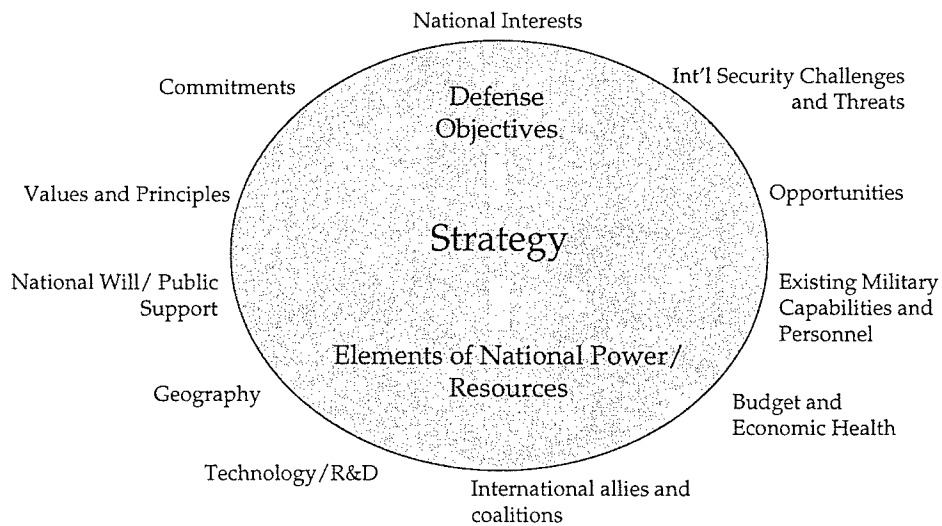 National Interests
Commitments
Int'l Security Challenges
and Threats
Defense
Objectives
Values and Principles
Opportunities
Strategy
National Will/ Public
Support
Existing Military
Capabilities and
Personnel
Elements of National Power/
Resources
Geography
Budget and
Economic Health
Technology/R&D
International allies and
coalitions